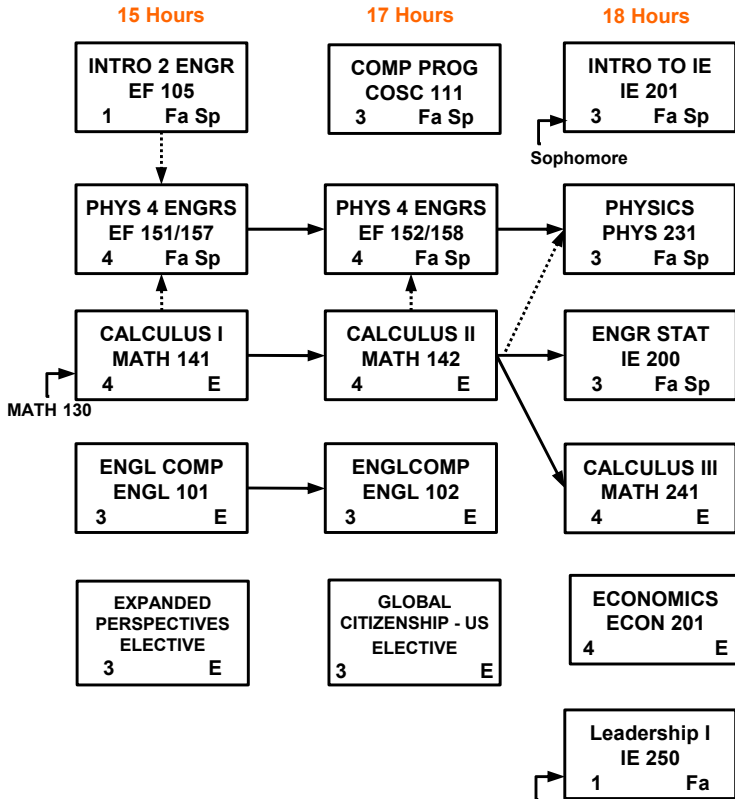 15 Hours
17 Hours
18 Hours
INTRO 2 ENGR
EF 105
1 Fa Sp
COMP PROG
COSC 111
3 Fa Sp
INTRO TO IE
IE 201
3 Fa Sp
Sophomore
PHYS 4 ENGRS
EF 151/157
4 Fa Sp
PHYS 4 ENGRS
EF 152/158
4 Fa Sp
PHYSICS
PHYS 231
3 Fa Sp
CALCULUS I
MATH 141
4 E
MATH 130
CALCULUS II
MATH 142
4 E
ENGR STAT
IE 200
3 Fa Sp
ENGL COMP
ENGL 101
3 E
ENGLCOMP
ENGL 102
3 E
CALCULUS III
MATH 241
4 E
EXPANDED
PERSPECTIVES
ELECTIVE
3 E
GLOBAL
CITIZENSHIP - US
ELECTIVE
3 E
ECONOMICS
ECON 201
4 E
Leadership I
IE 250
1 Fa